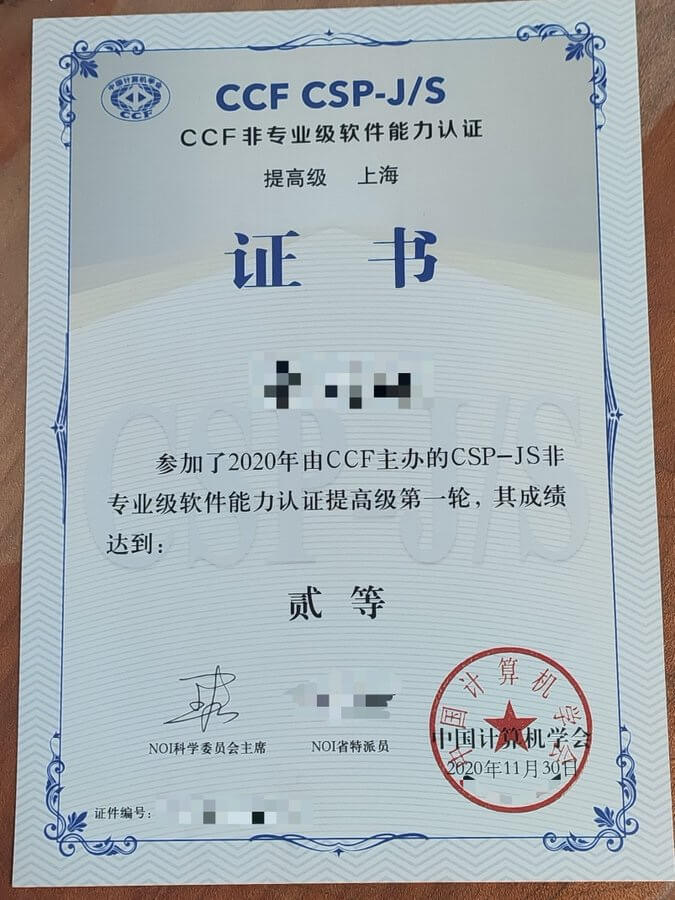 中国计算机学会
CCF
CCF CSP-J/S
CCF非专业级软件能力认证
提高级 上海
证 书
CSP-J/S
参加了2020年由CCF主办的CSP-JS非
专业级软件能力认证提高级第一轮，其成绩
达到：
贰 等
NOI科学委员会主席
NOI省特派员
中国计算机学会
中国计算机学会
2020年11月30日
证件编号：